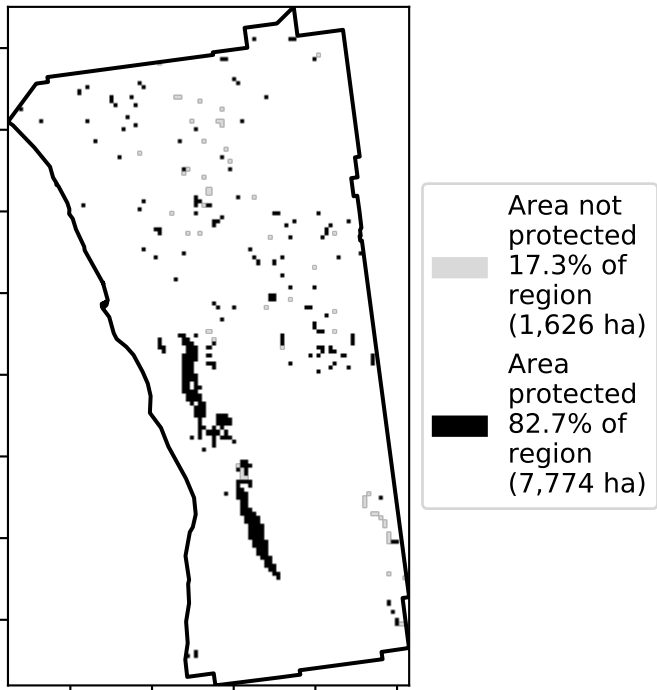 Area not
protected
17.3% of
region
(1,626 ha)
Area
protected
82.7% of
region
(7,774 ha)